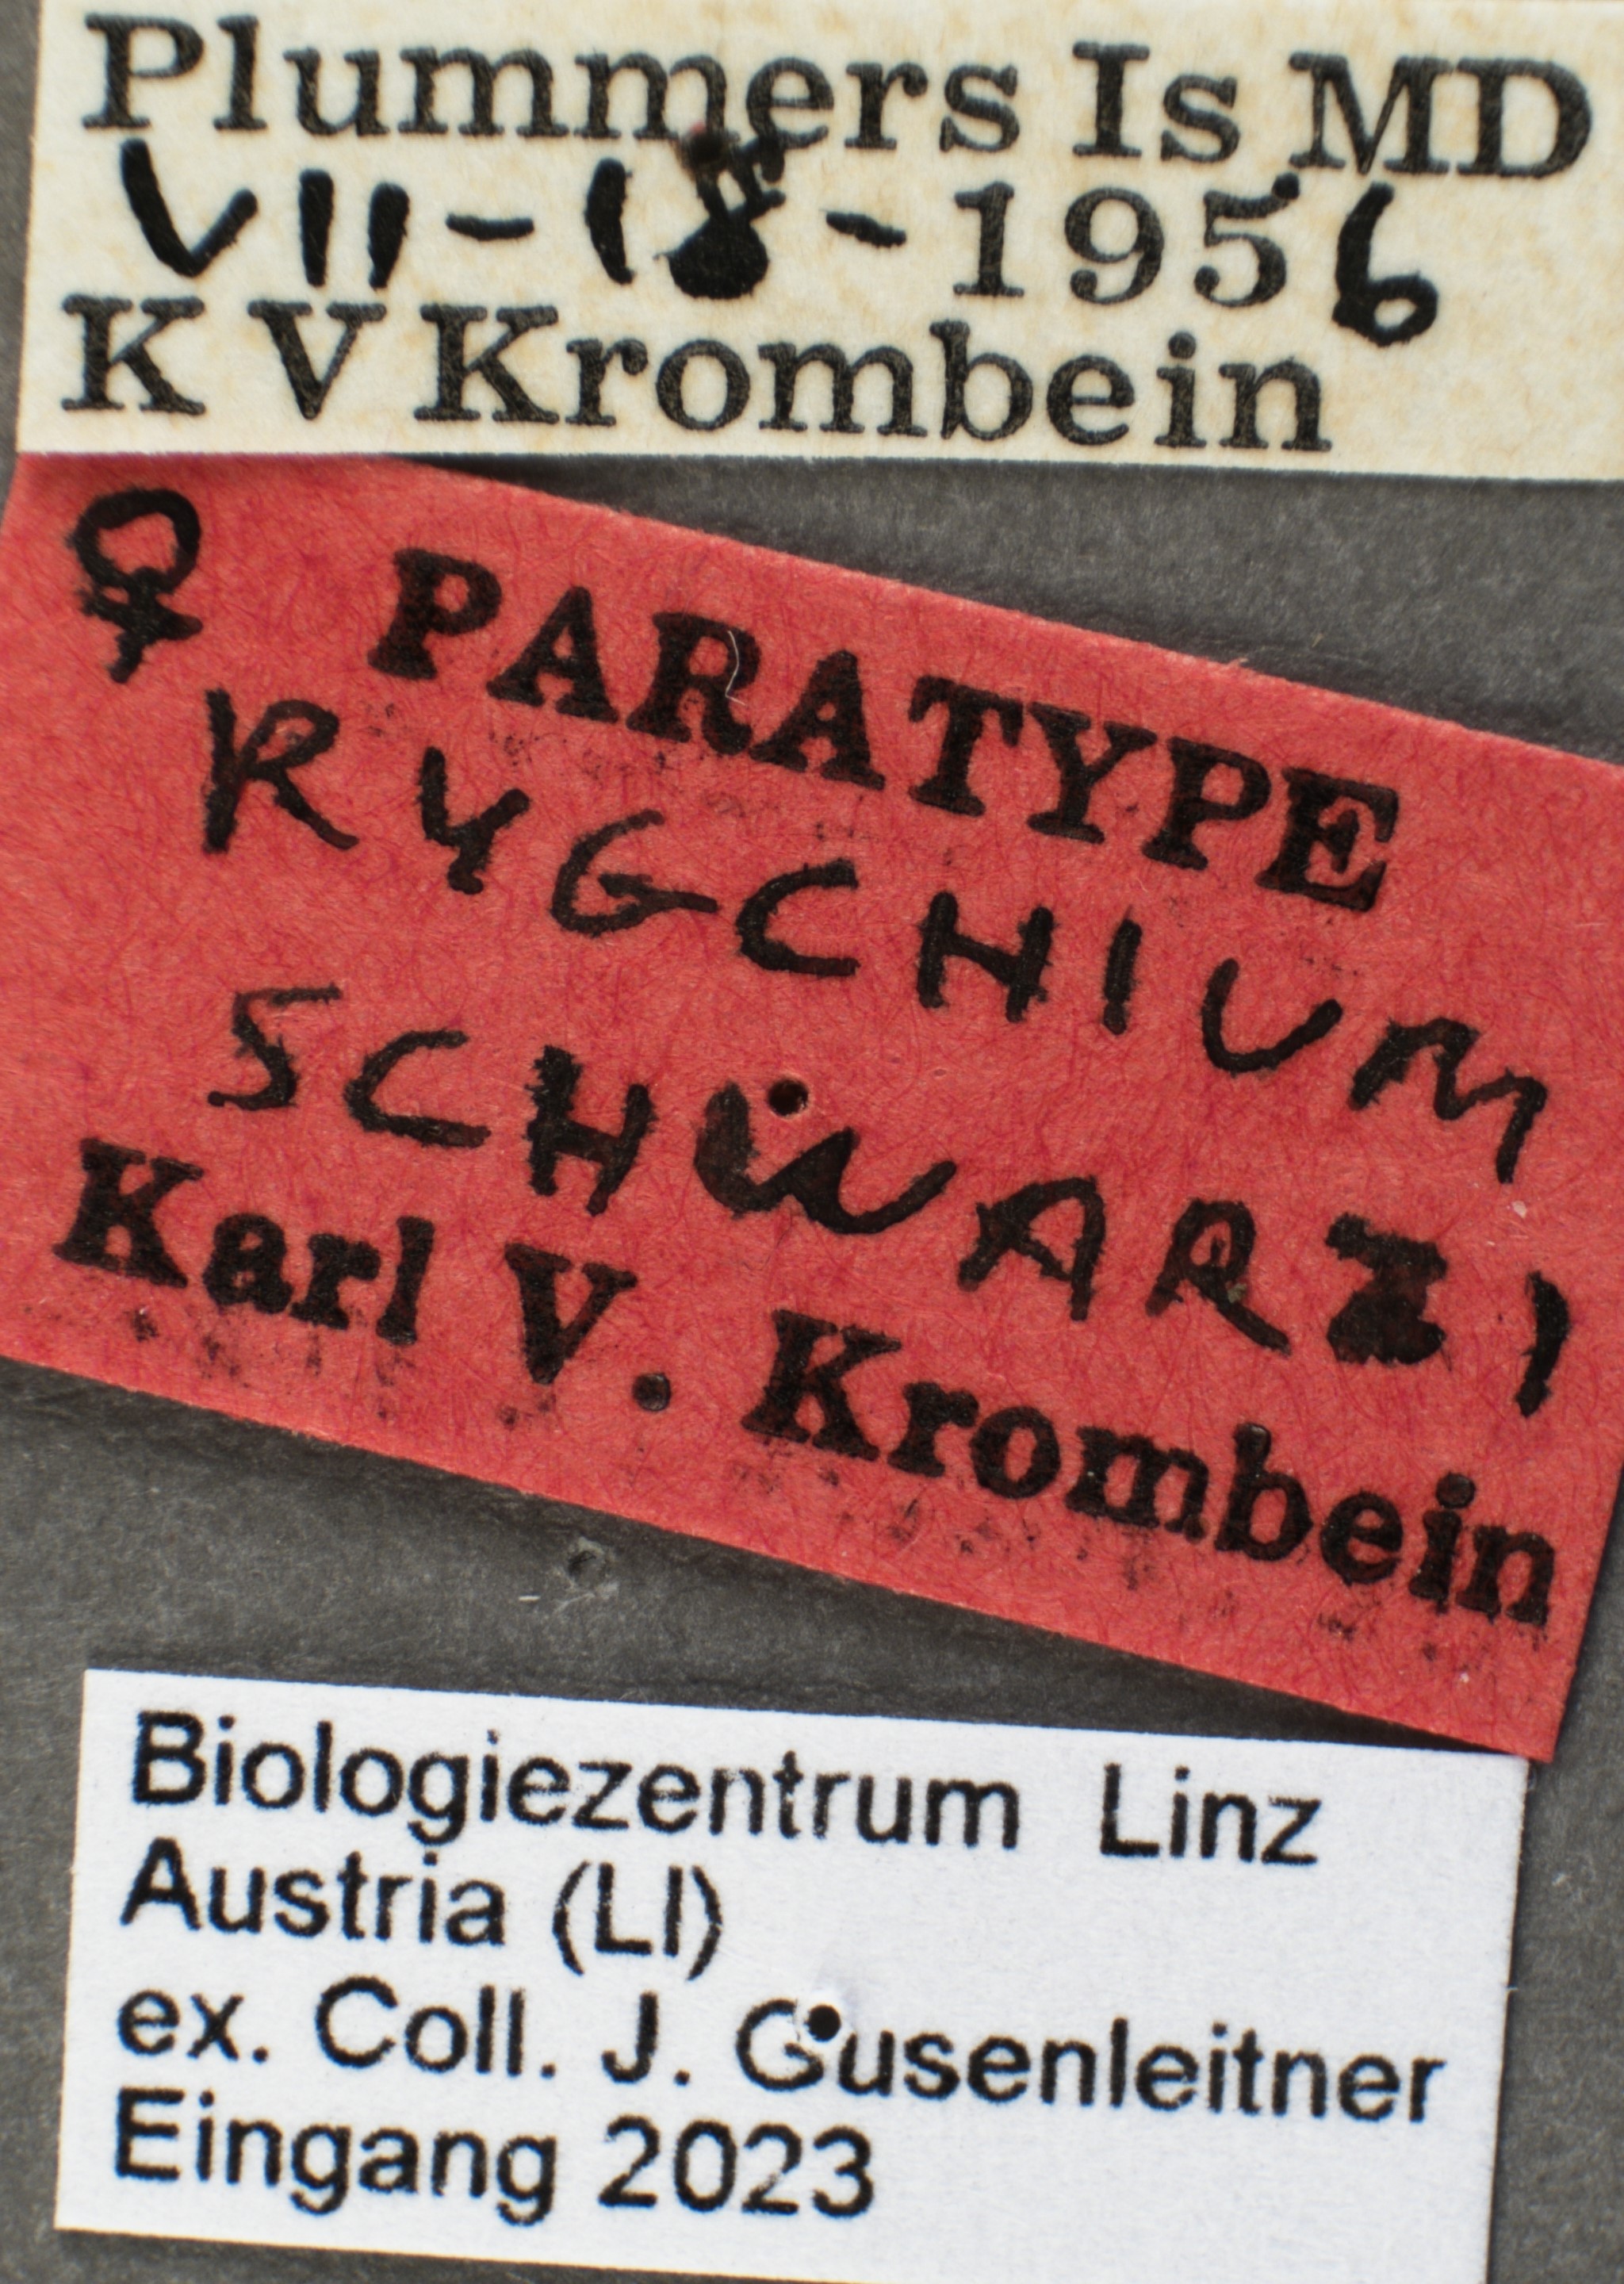 Plummers Is MD
VII-18-1956
K V Krombein
♀ PARATYPE
RYGCHIUM
SCHWARZI
Karl V. Krombein
Biologiezentrum Linz
Austria (LI)
ex. Coll. J. Gusenleitner
Eingang 2023